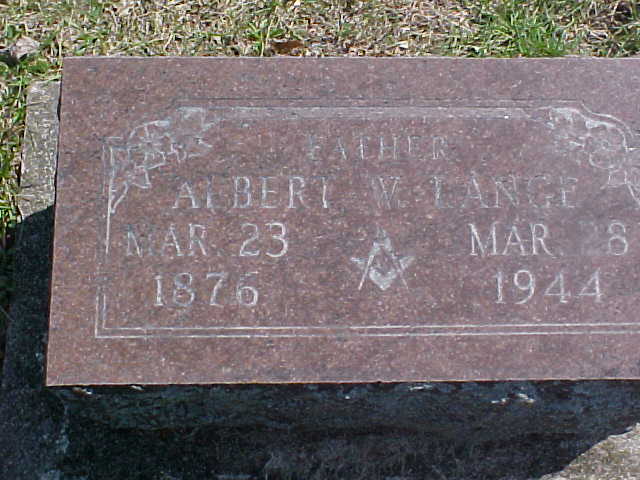 FATHER
ALBERT W. LANGE
MAR. 23 MAR. 28
1876 1944